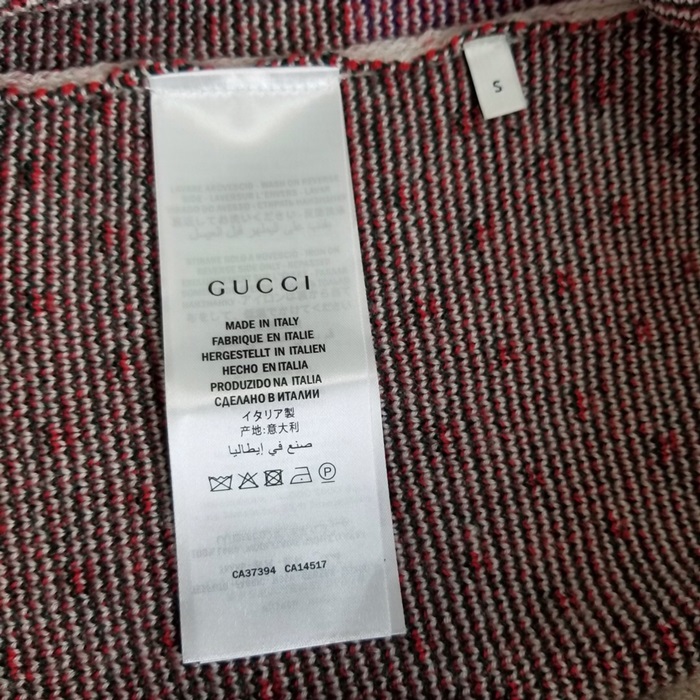 S
GUCCI
MADE IN ITALY
FABRIQUE EN ITALIE
HERGESTELLT IN ITALIEN
HECHO EN ITALIA
PRODUZIDO NA ITALIA
СДЕЛАНО В ИТАЛИИ
イタリア製
产地:意大利
صنع في إيطاليا
P
CA37394 CA14517